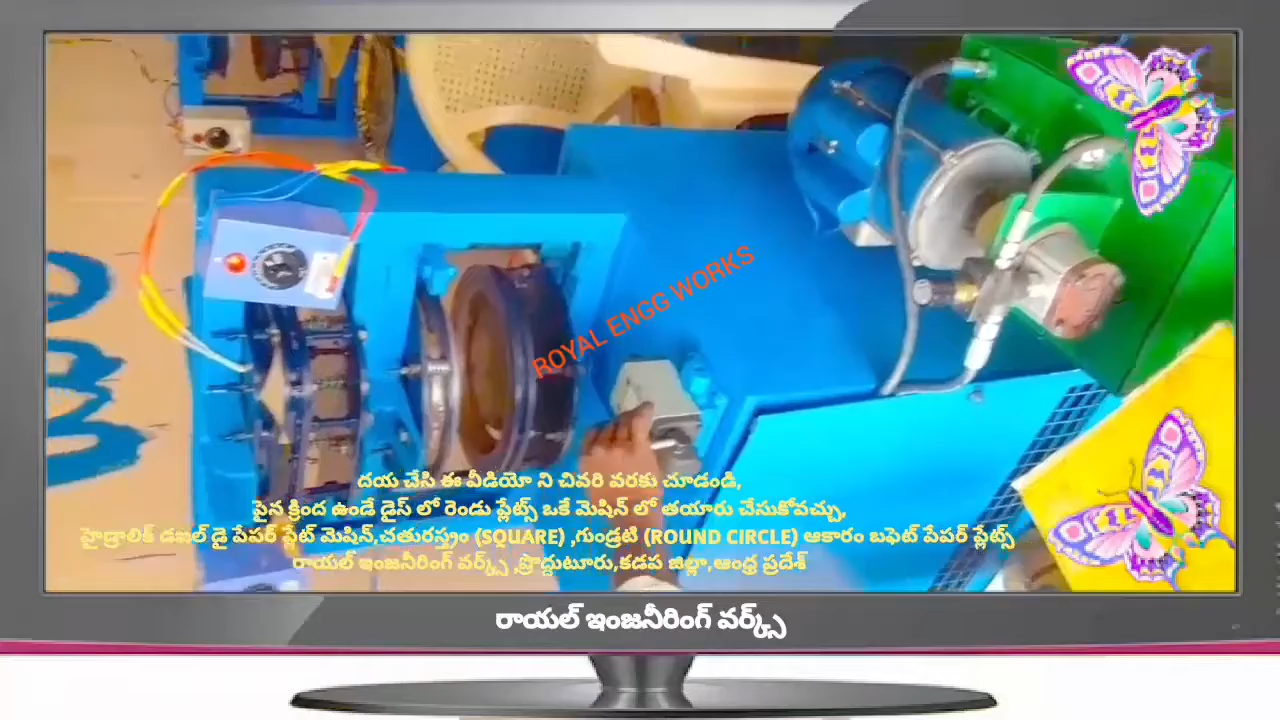 ROYAL ENGG WORKS
దయ చేసి ఈ వీడియో ని చివరి వరకు చూడండి,
పైన క్రింద ఉండే డైస్ లో రెండు ప్లేట్స్ ఒకే మెషిన్ లో తయారు చేసుకోవచ్చు,
హైడ్రాలిక్ డబల్ డై పేపర్ ప్లేట్ మెషిన్,చతురస్త్రం (SQUARE) ,గుండ్రటి (ROUND CIRCLE) ఆకారం బఫెట్ పేపర్ ప్లేట్స్
రాయల్ ఇంజనీరింగ్ వర్క్స్ ,ప్రొద్దుటూరు,కడప జిల్లా,ఆంధ్ర ప్రదేశ్
రాయల్ ఇంజనీరింగ్ వర్క్స్